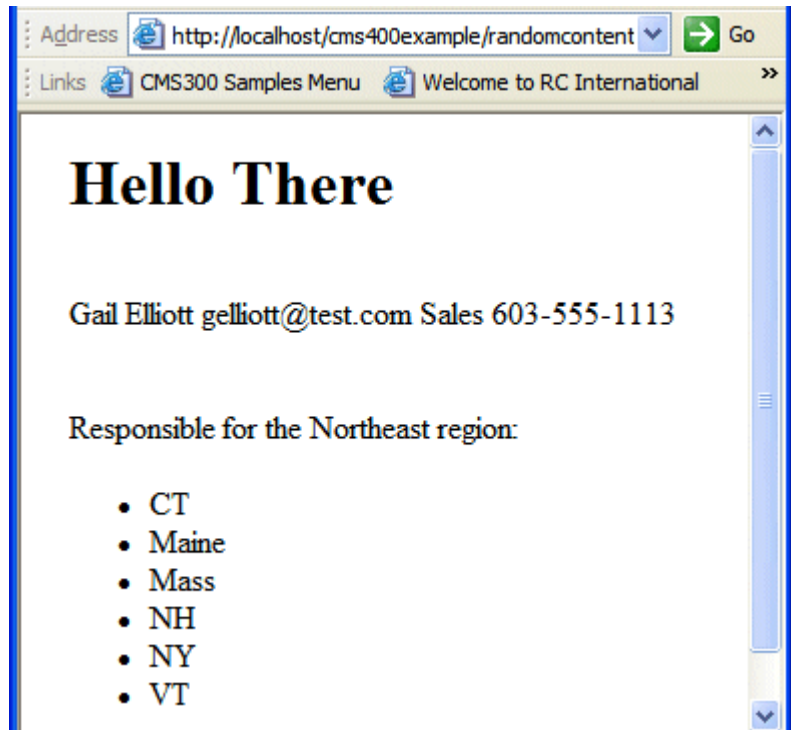 Address http://localhost/cms400example/randomcontent Go
Links CMS300 Samples Menu Welcome to RC International »
Hello There
Gail Elliott gelliott@test.com Sales 603-555-1113
Responsible for the Northeast region:
• CT
• Maine
• Mass
• NH
• NY
• VT